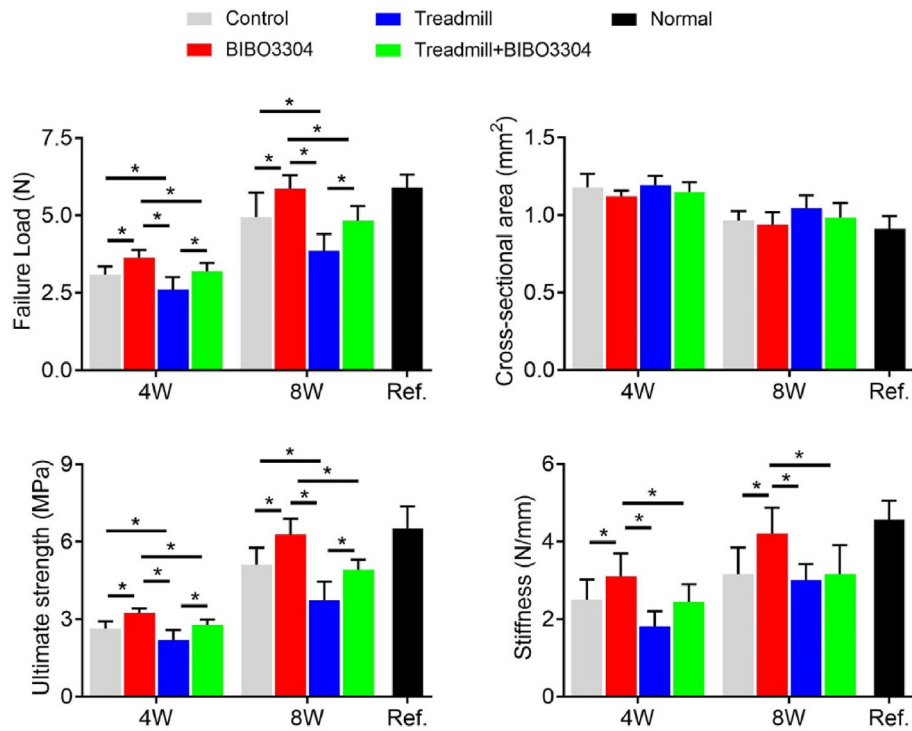 Control
Treadmill
Normal
BIBO3304
Treadmill+BIBO3304
Failure Load (N)
7.5
5.0
2.5
0.0
* * * * *
* * * * *
4W 8W Ref.
Cross-sectional area (mm²)
1.5
1.0
0.5
0.0
4W 8W Ref.
Ultimate strength (MPa)
9
6
3
0
* * * * *
* * * * *
4W 8W Ref.
Stiffness (N/mm)
6
4
2
0
* * *
* * *
4W 8W Ref.